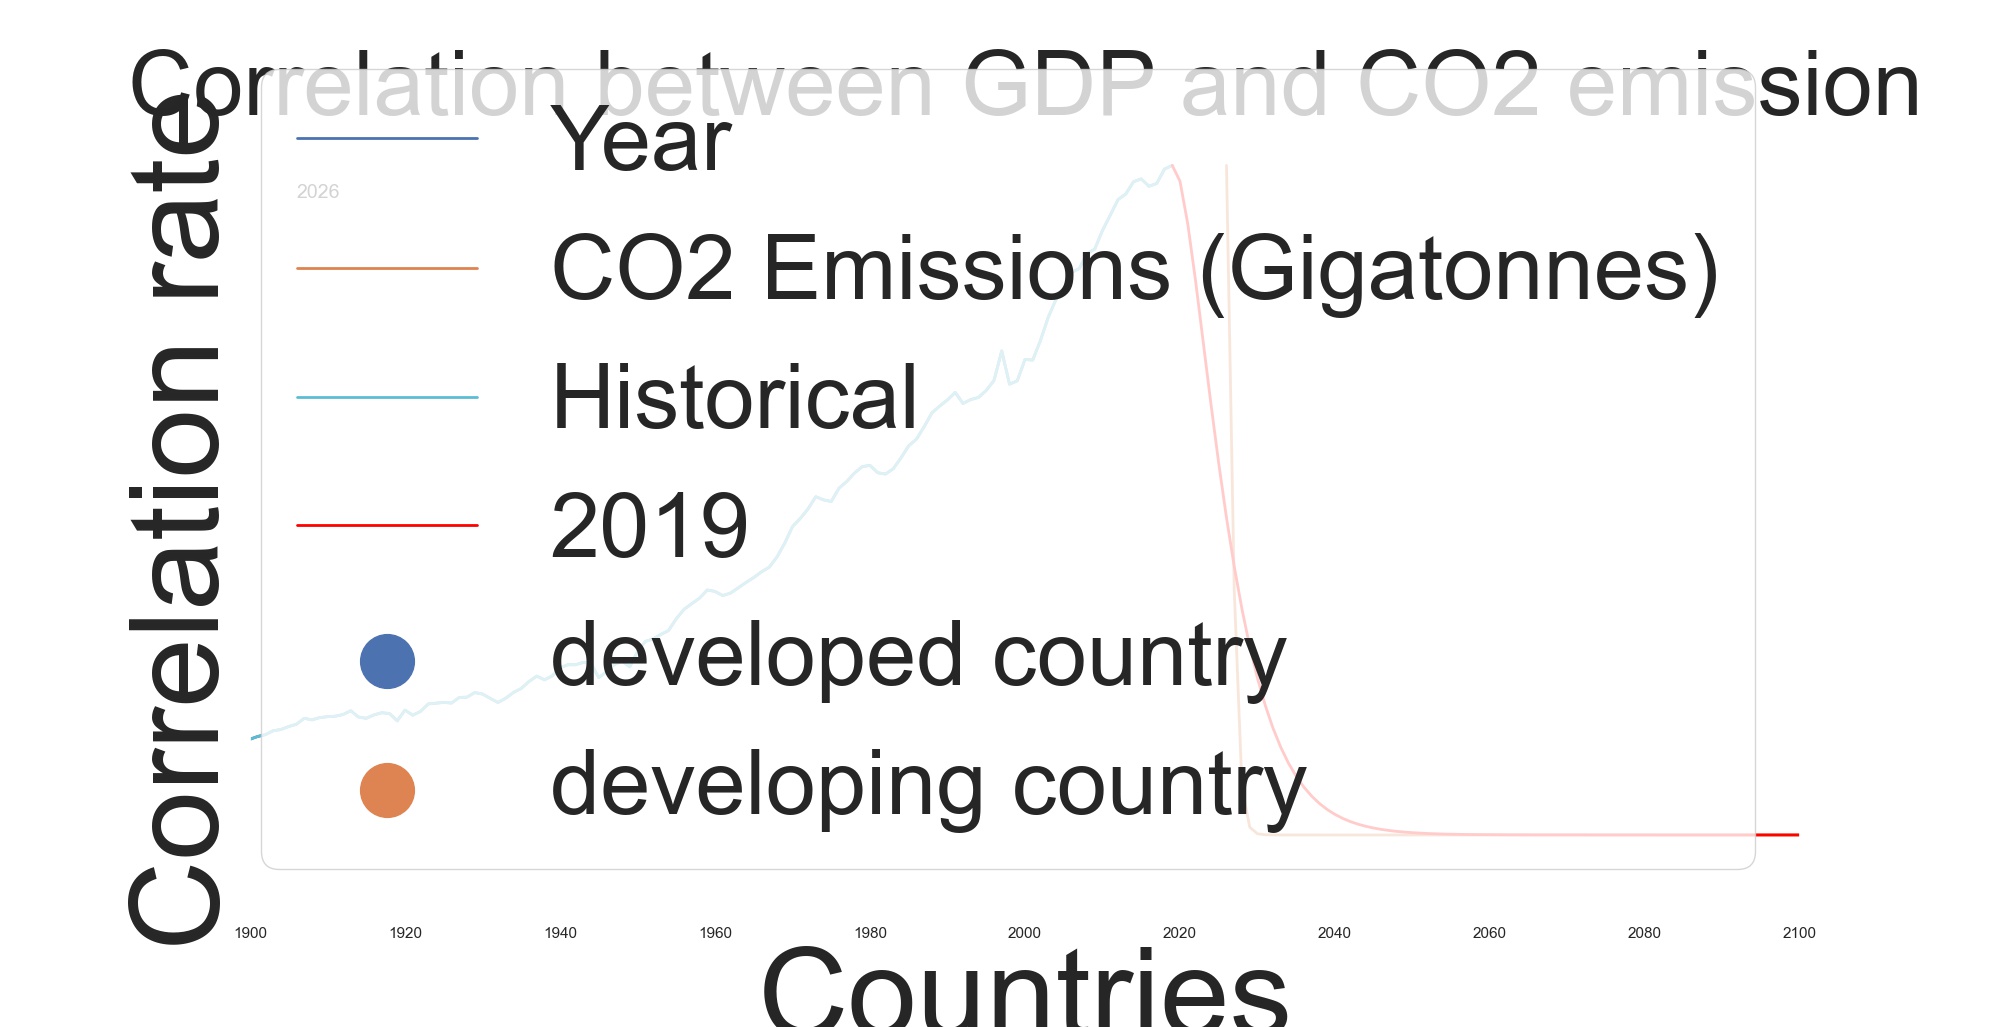 Correlation between GDP and CO2 emission
Correlation rate
Year
2026
CO2 Emissions (Gigatonnes)
Historical
2019
developed country
developing country
1900 1920 1940 1960 1980 2000 2020 2040 2060 2080 2100
Countries